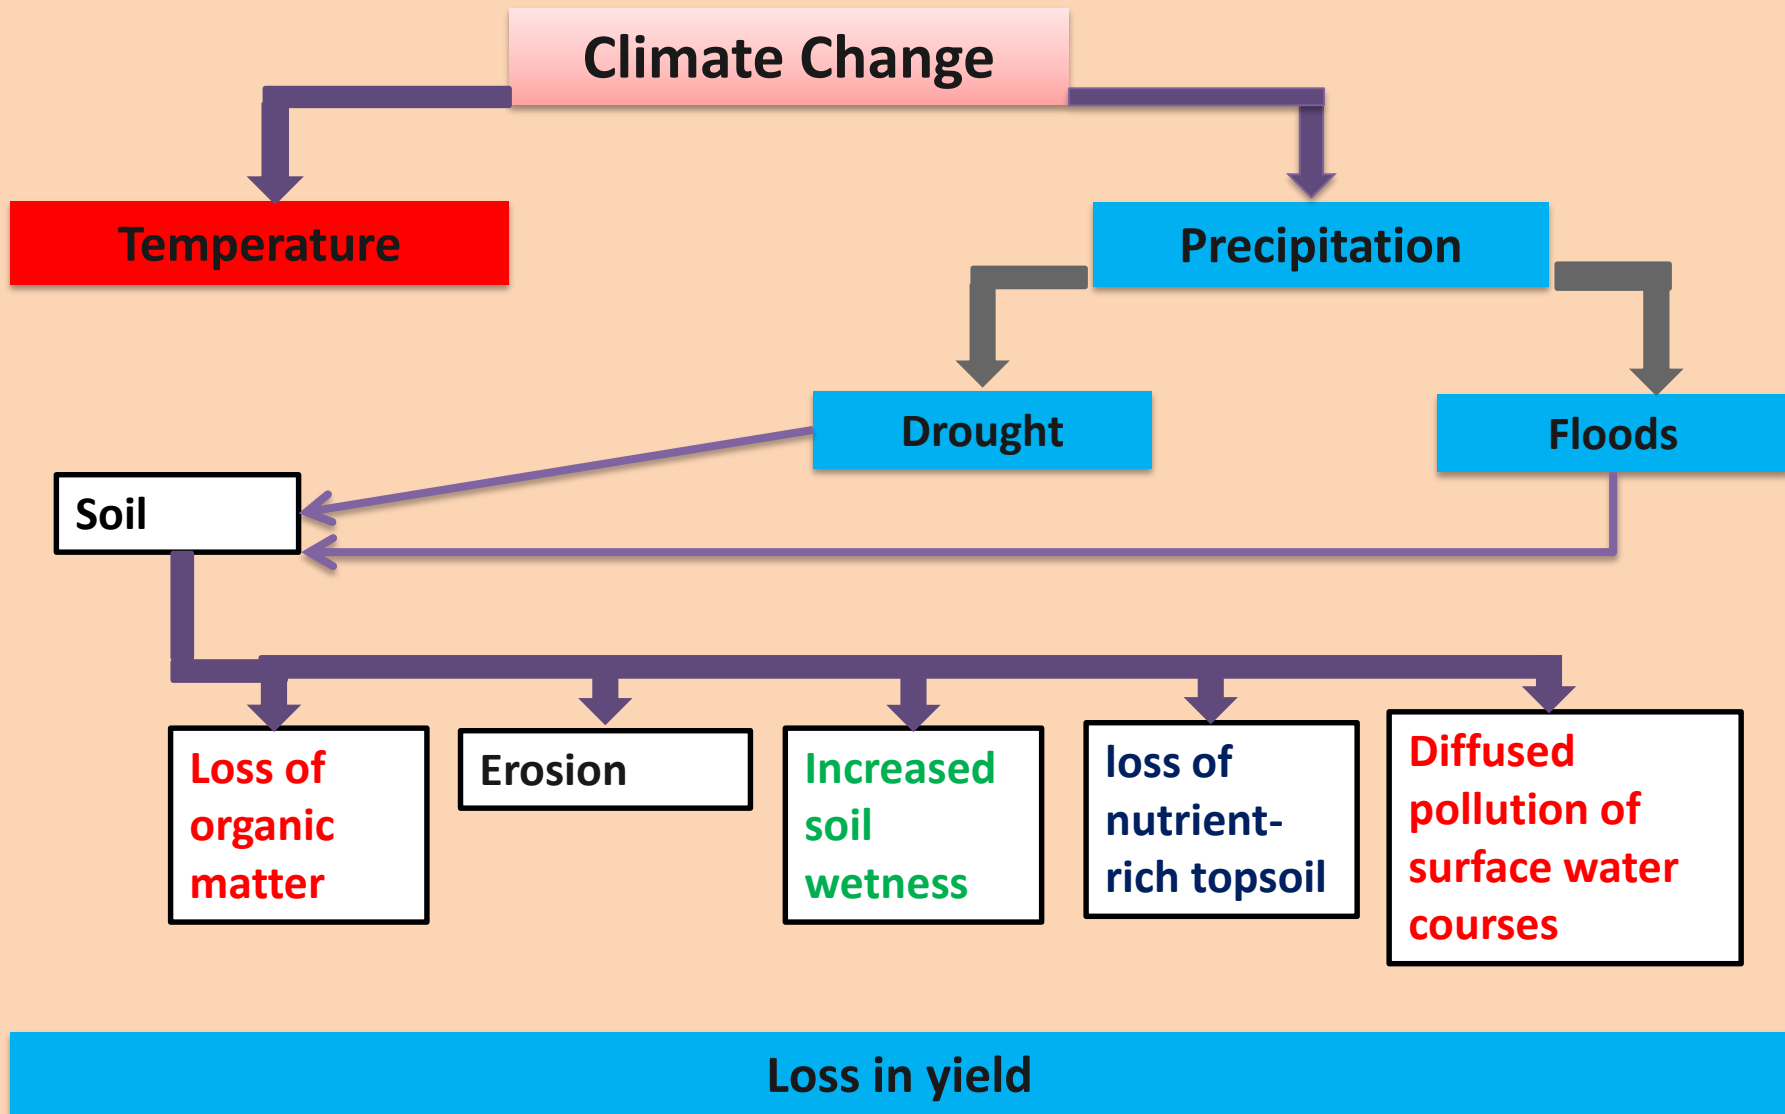 Climate Change
Temperature
Precipitation
Drought
Floods
Soil
Loss of
organic
matter
Erosion
Increased
soil
wetness
loss of
nutrient-
rich topsoil
Diffused
pollution of
surface water
courses
Loss in yield